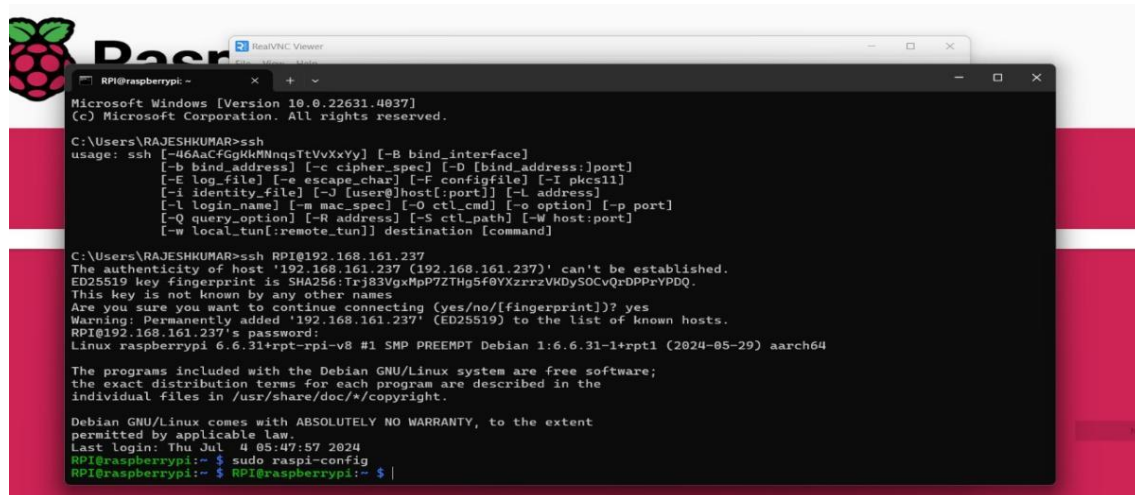 Rasp
RealVNC Viewer
File View Help
RPI@raspberrypi: ~
Microsoft Windows [Version 10.0.22631.4037]
(c) Microsoft Corporation. All rights reserved.
C:\Users\RAJESHKUMAR>ssh
usage: ssh [-46AaCfGgKkMNnqsTtVvXxYy] [-B bind_interface]
[-b bind_address] [-c cipher_spec] [-D [bind_address:]port]
[-E log_file] [-e escape_char] [-F configfile] [-I pkcs11]
[-i identity_file] [-J [user@]host[:port]] [-L address]
[-l login_name] [-m mac_spec] [-O ctl_cmd] [-o option] [-p port]
[-Q query_option] [-R address] [-S ctl_path] [-W host:port]
[-w local_tun[:remote_tun]] destination [command]
C:\Users\RAJESHKUMAR>ssh RPI@192.168.161.237
The authenticity of host '192.168.161.237 (192.168.161.237)' can't be established.
ED25519 key fingerprint is SHA256:Trj83VgxMpP7ZTHg5f0YXzrrzVKDySOCvQrDPPrYPDQ.
This key is not known by any other names
Are you sure you want to continue connecting (yes/no/[fingerprint])? yes
Warning: Permanently added '192.168.161.237' (ED25519) to the list of known hosts.
RPI@192.168.161.237's password:
Linux raspberrypi 6.6.31+rpt-rpi-v8 #1 SMP PREEMPT Debian 1:6.6.31-1+rpt1 (2024-05-29) aarch64
The programs included with the Debian GNU/Linux system are free software;
the exact distribution terms for each program are described in the
individual files in /usr/share/doc/*/copyright.
Debian GNU/Linux comes with ABSOLUTELY NO WARRANTY, to the extent
permitted by applicable law.
Last login: Thu Jul  4 05:47:57 2024
RPI@raspberrypi:~ $ sudo raspi-config
RPI@raspberrypi:~ $ RPI@raspberrypi:~ $